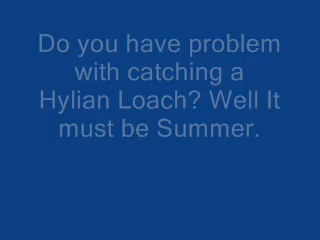 Do you have problem
with catching a
Hylian Loach? Well It
must be Summer.